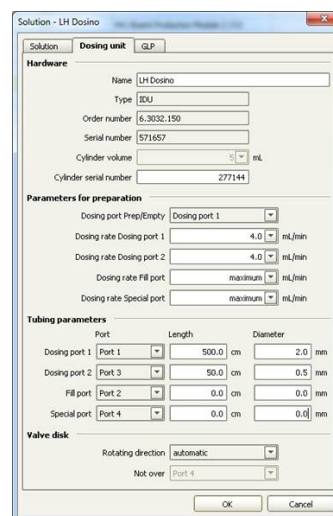 Solution - LH Dosino
Solution Dosing unit GLP
Hardware
Name LH Dosino
Type IDU
Order number 6.3032.150
Serial number 571657
Cylinder volume 5 mL
Cylinder serial number 277144
Parameters for preparation
Dosing port Prep/Empty Dosing port 1
Dosing rate Dosing port 1 4.0 mL/min
Dosing rate Dosing port 2 4.0 mL/min
Dosing rate Fill port maximum mL/min
Dosing rate Special port maximum mL/min
Tubing parameters
Port Length Diameter
Dosing port 1 Port 1 500.0 cm 2.0 mm
Dosing port 2 Port 3 50.0 cm 0.5 mm
Fill port Port 2 0.0 cm 0.0 mm
Special port Port 4 0.0 cm 0.0 mm
Valve disk
Rotating direction automatic
Not over Port 4
OK Cancel